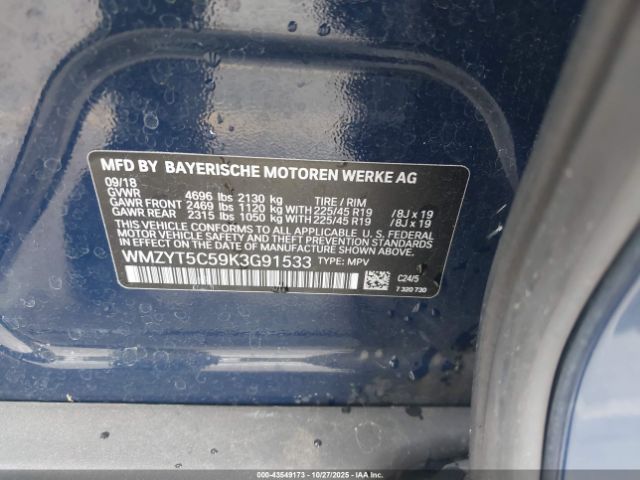 MFD BY BAYERISCHE MOTOREN WERKE AG
09/18
GVWR 4696 lbs 2130 kg TIRE / RIM
GAWR FRONT 2469 lbs 1120 kg WITH 225/45 R19 /8J x 19
GAWR REAR 2315 lbs 1050 kg WITH 225/45 R19 /8J x 19
THIS VEHICLE CONFORMS TO ALL APPLICABLE U.S. FEDERAL
MOTOR VEHICLE SAFETY, BUMPER, AND THEFT PREVENTION
STANDARDS IN EFFECT ON THE DATE OF MANUFACTURE SHOWN ABOVE.
WMZYT5C59K3G91533 TYPE: MPV
C24/5
7 320 730
000-43549173 | 10/27/2025 | IAAI.COM